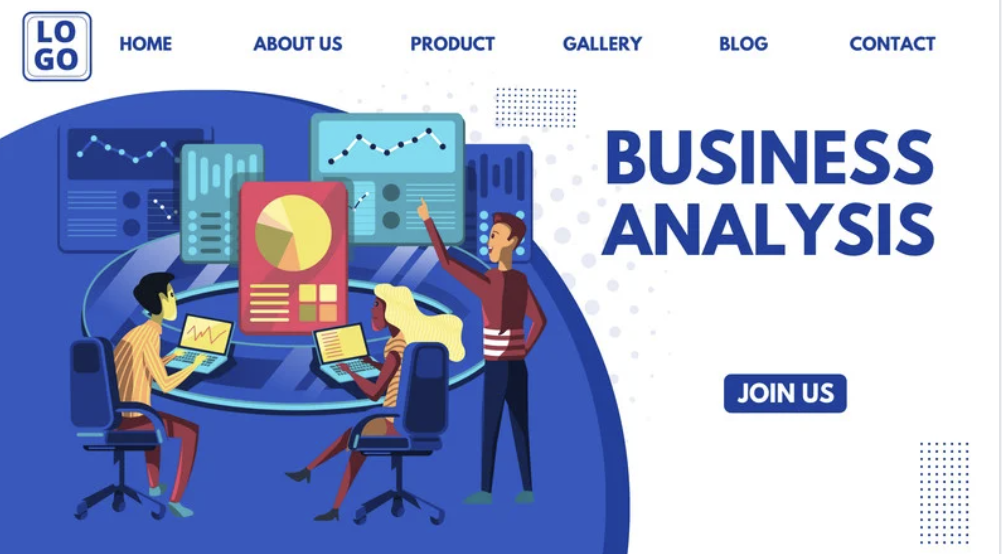 LO
GO
HOME ABOUT US PRODUCT GALLERY BLOG CONTACT
BUSINESS
ANALYSIS
JOIN US